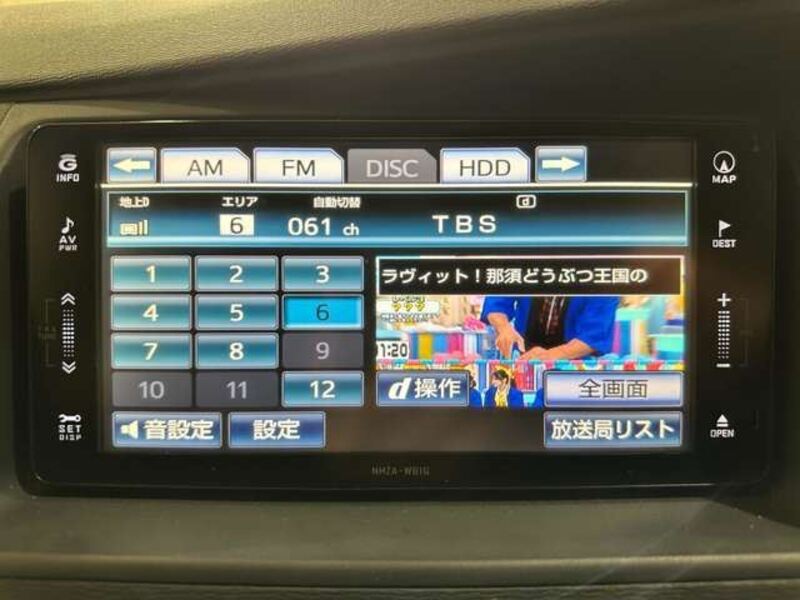 G INFO
AM FM DISC HDD
MAP
地上D エリア 自動切替 d
6 061 ch TBS
AV PWR
DEST
1 2 3
ラヴィット！那須どうぶつ王国の
4 5 6
7 8 9
1:20
10 11 12
d操作 全画面
SET DISP
音設定 設定 放送局リスト
OPEN
NHZA-W61G